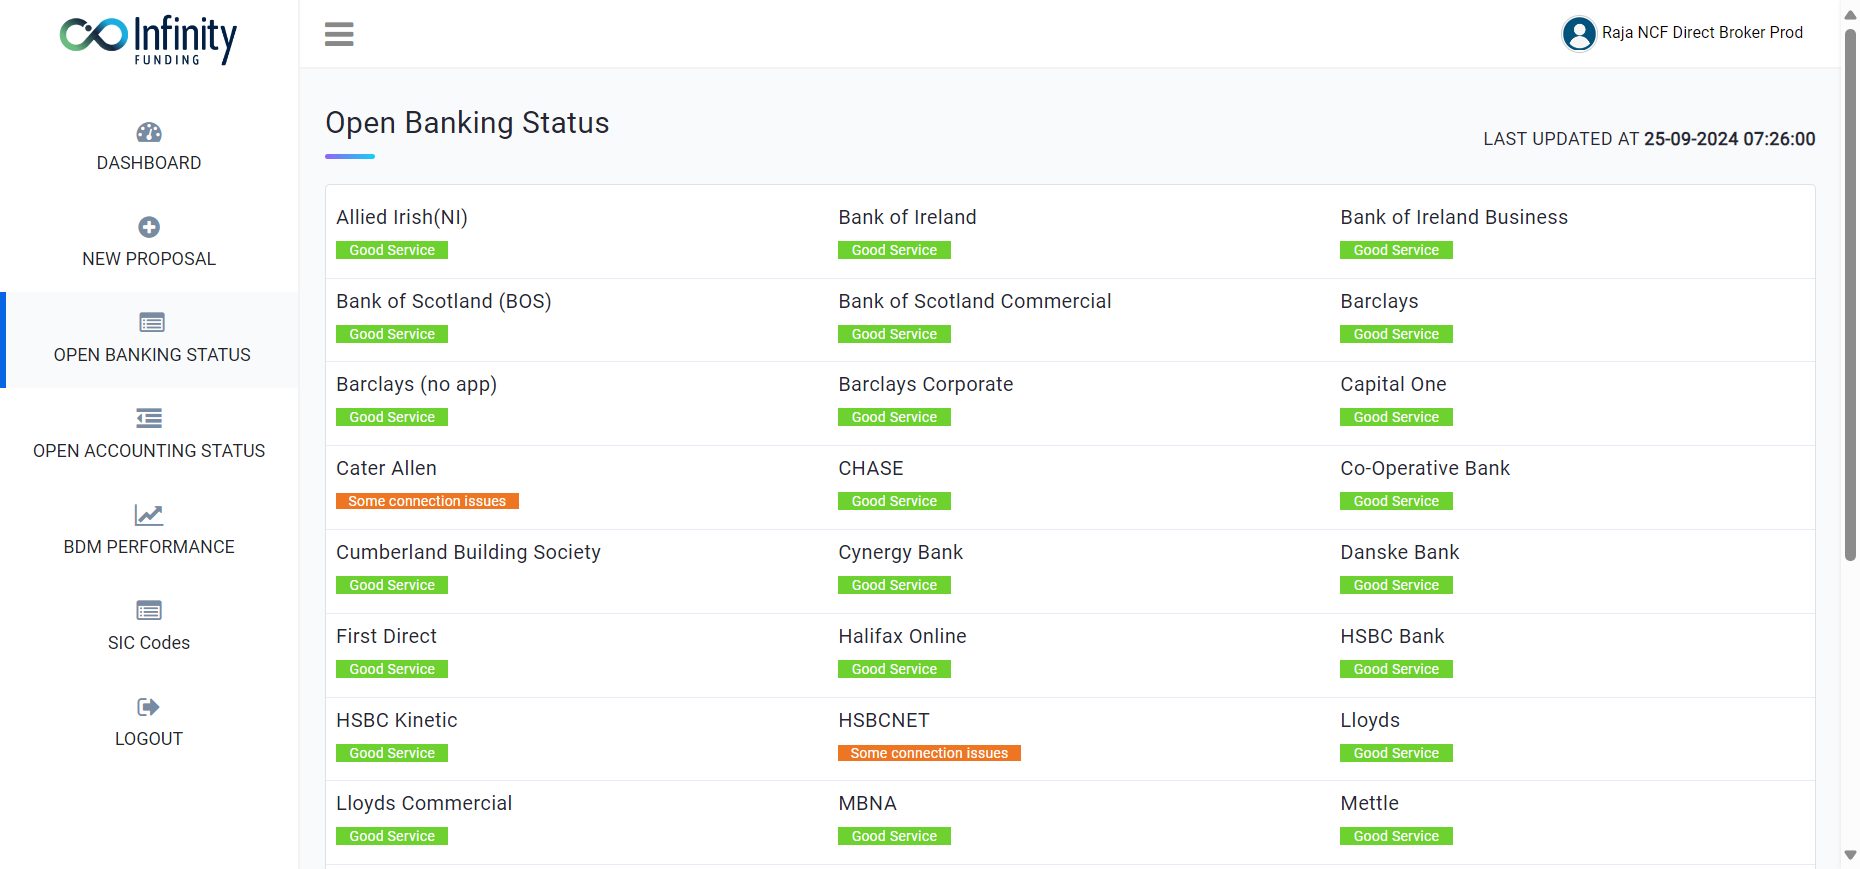 Infinity
FUNDING
Raja NCF Direct Broker Prod
DASHBOARD
NEW PROPOSAL
OPEN BANKING STATUS
OPEN ACCOUNTING STATUS
BDM PERFORMANCE
SIC Codes
LOGOUT
Open Banking Status
LAST UPDATED AT 25-09-2024 07:26:00
Allied Irish(NI) Bank of Ireland Bank of Ireland Business
Good Service Good Service Good Service
Bank of Scotland (BOS) Bank of Scotland Commercial Barclays
Good Service Good Service Good Service
Barclays (no app) Barclays Corporate Capital One
Good Service Good Service Good Service
Cater Allen CHASE Co-Operative Bank
Some connection issues Good Service Good Service
Cumberland Building Society Cynergy Bank Danske Bank
Good Service Good Service Good Service
First Direct Halifax Online HSBC Bank
Good Service Good Service Good Service
HSBC Kinetic HSBCNET Lloyds
Good Service Some connection issues Good Service
Lloyds Commercial MBNA Mettle
Good Service Good Service Good Service